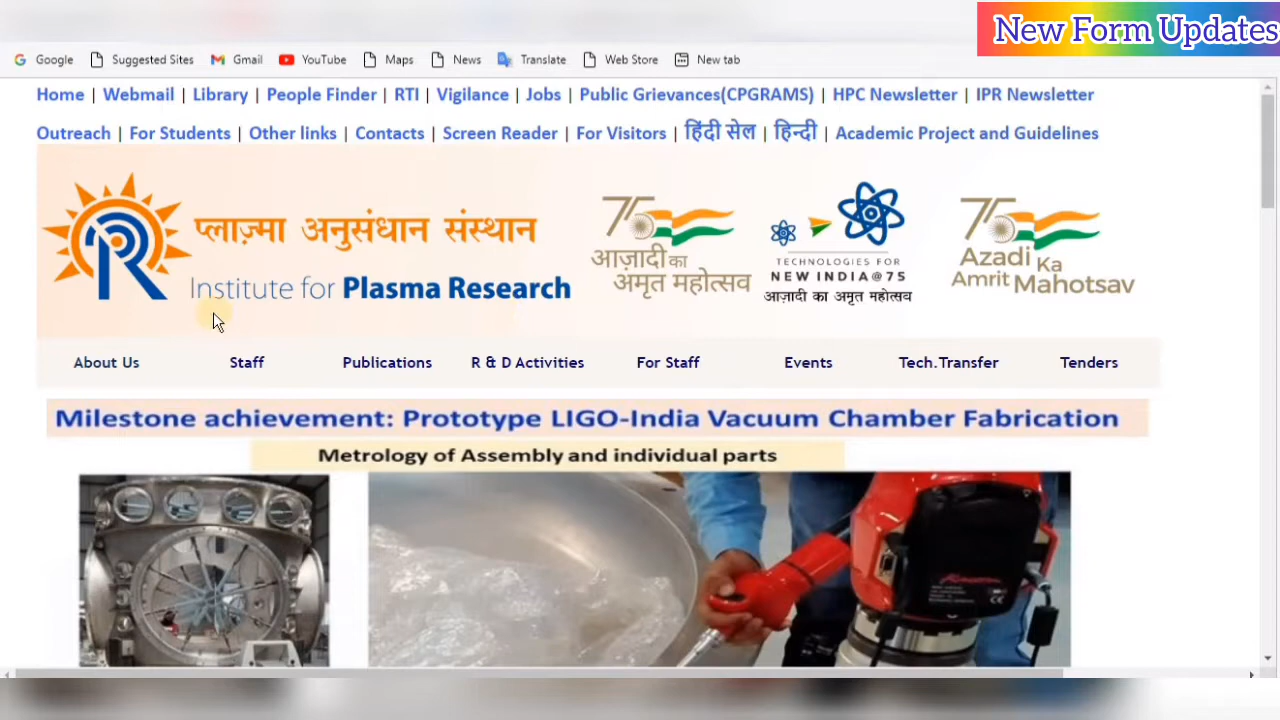 New Form Updates
Google Suggested Sites Gmail YouTube Maps News Translate Web Store New tab
Home | Webmail | Library | People Finder | RTI | Vigilance | Jobs | Public Grievances(CPGRAMS) | HPC Newsletter | IPR Newsletter
Outreach | For Students | Other links | Contacts | Screen Reader | For Visitors | हिंदी सेल | हिन्दी | Academic Project and Guidelines
प्लाज़्मा अनुसंधान संस्थान
Institute for Plasma Research
75
आज़ादी का
अमृत महोत्सव
TECHNOLOGIES FOR
NEW INDIA@75
आज़ादी का अमृत महोत्सव
75
Azadi Ka
Amrit Mahotsav
About Us Staff Publications R & D Activities For Staff Events Tech.Transfer Tenders
Milestone achievement: Prototype LIGO-India Vacuum Chamber Fabrication
Metrology of Assembly and individual parts